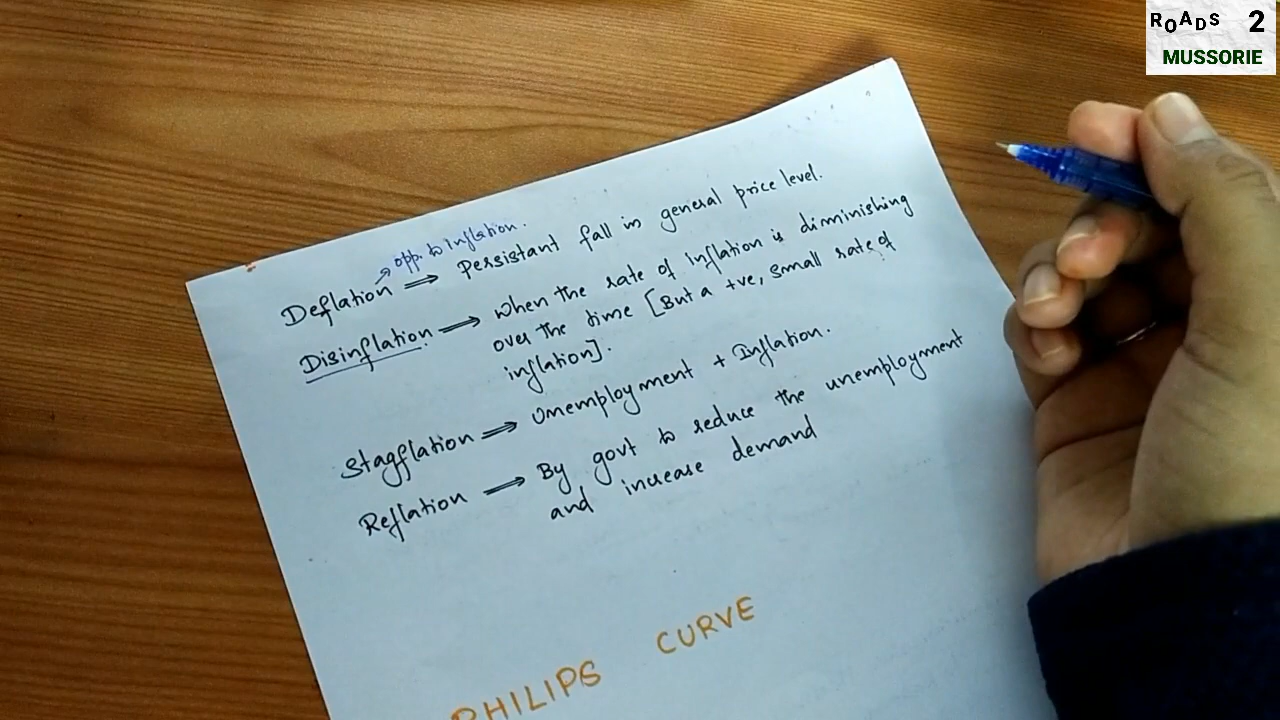 ROADS 2
MUSSORIE
opp. to inflation.
Deflation ⇒ Persistant fall in general price level.
Disinflation. ⇒ When the rate of inflation is diminishing
over the time [But a +ve, small rate of
inflation].
Stagflation ⇒ Unemployment + Inflation.
Reflation ⇒ By govt to reduce the unemployment
and increase demand
PHILIPS CURVE